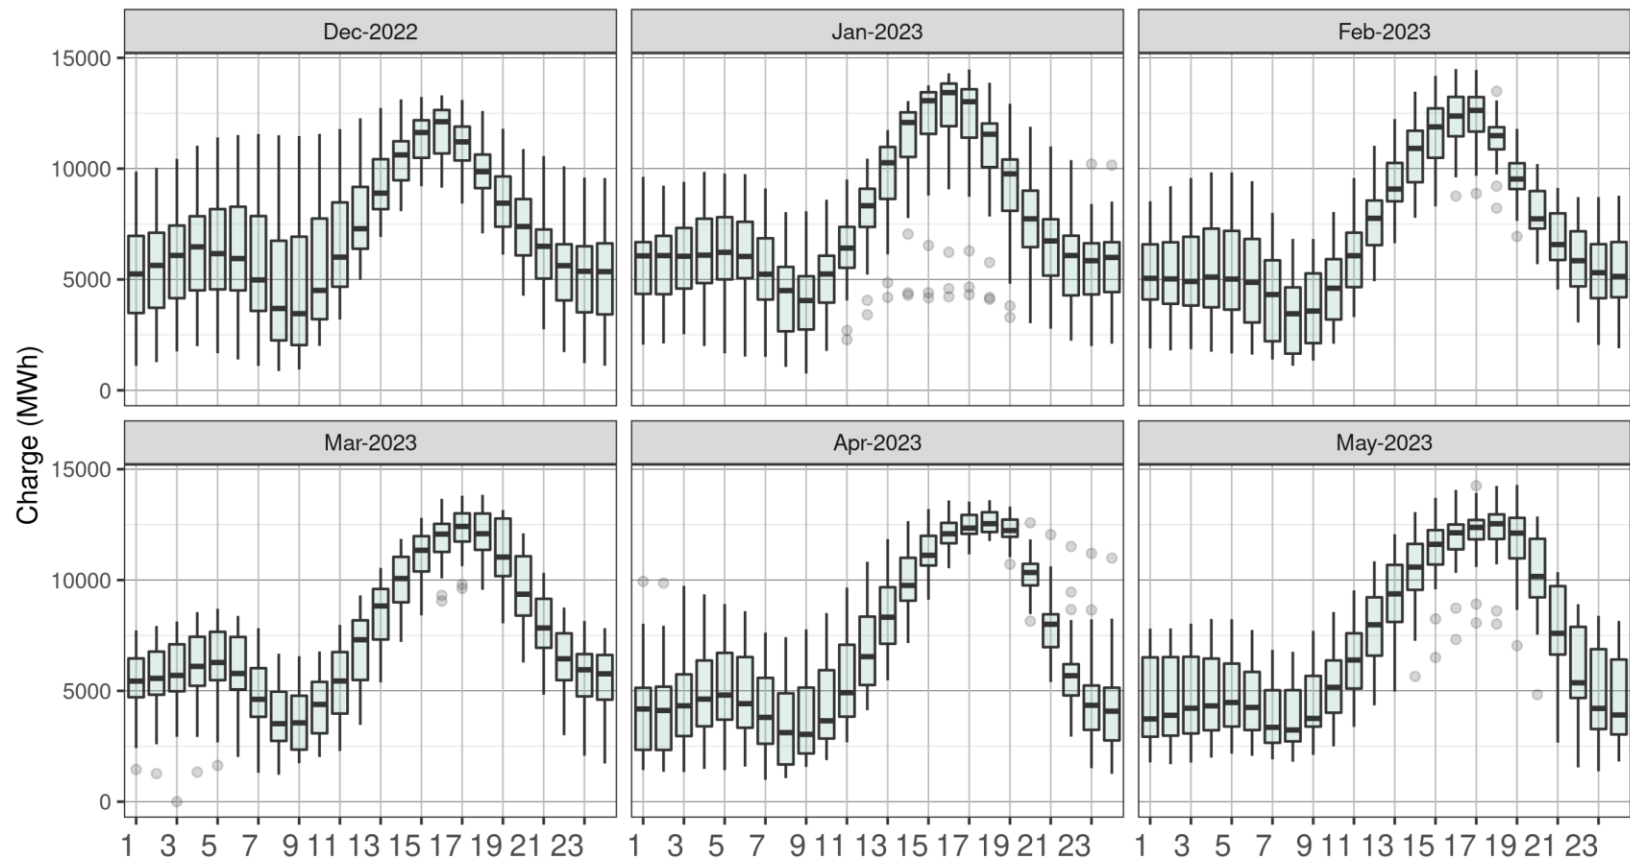 Dec-2022 Jan-2023 Feb-2023
15000
10000
5000
0
Charge (MWh)
Mar-2023 Apr-2023 May-2023
15000
10000
5000
0
1 3 5 7 9 11 13 15 17 19 21 23 1 3 5 7 9 11 13 15 17 19 21 23 1 3 5 7 9 11 13 15 17 19 21 23